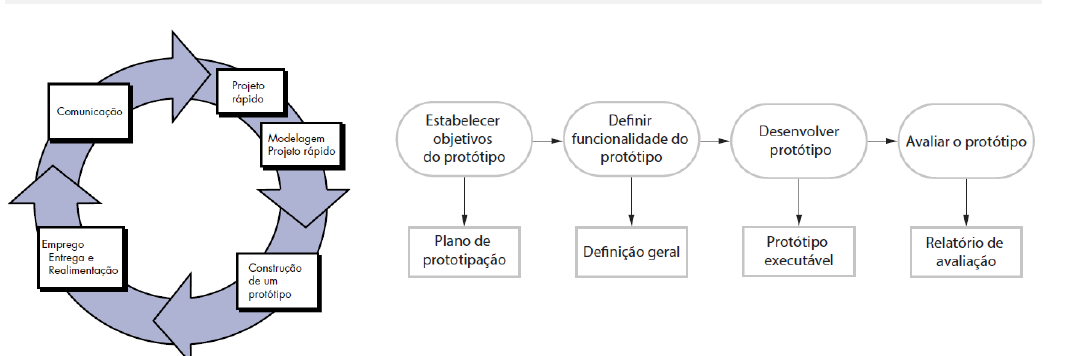 Comunicação
Projeto
rápido
Modelagem
Projeto rápido
Construção
de um
protótipo
Emprego
Entrega e
Realimentação
Estabelecer
objetivos
do protótipo
Definir
funcionalidade do
protótipo
Desenvolver
protótipo
Avaliar o protótipo
Plano de
prototipação
Definição geral
Protótipo
executável
Relatório de
avaliação